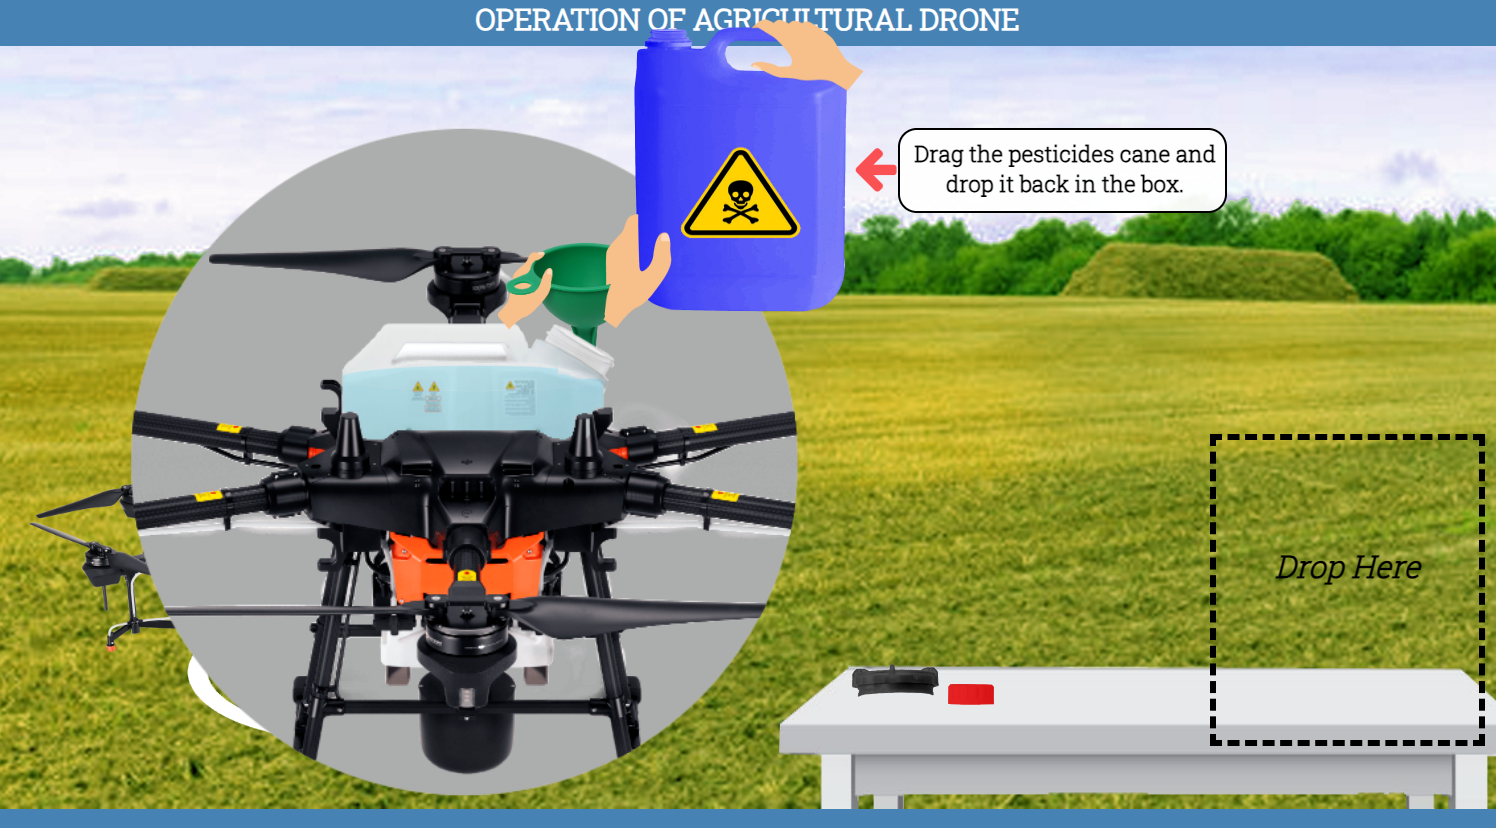 OPERATION OF AGRICULTURAL DRONE
Drag the pesticides cane and
drop it back in the box.
Drop Here